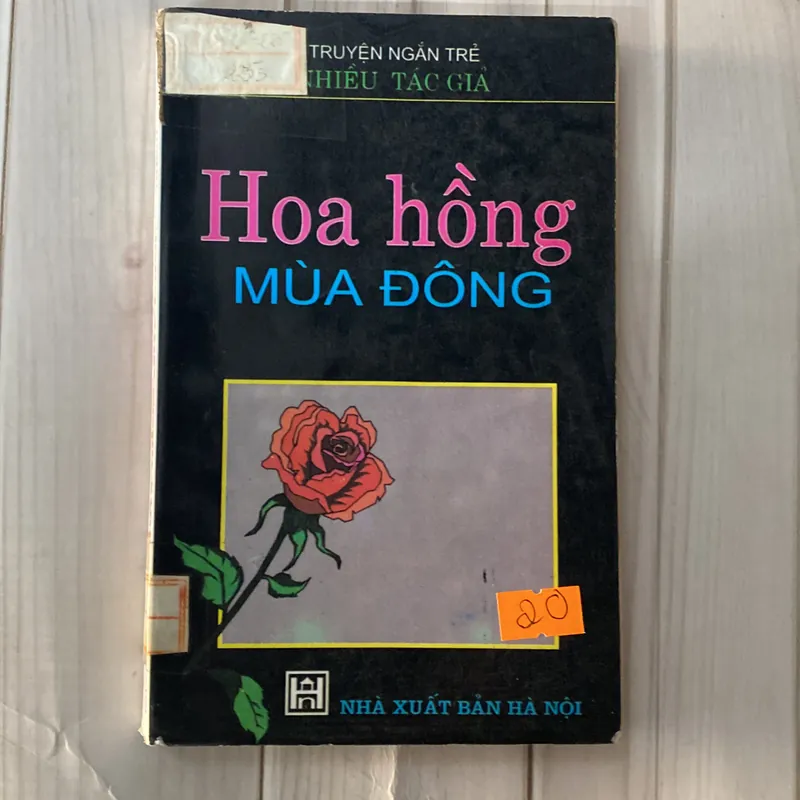 TRUYỆN NGẮN TRẺ
NHIỀU TÁC GIẢ
Hoa hồng
MÙA ĐÔNG
20
NHÀ XUẤT BẢN HÀ NỘI